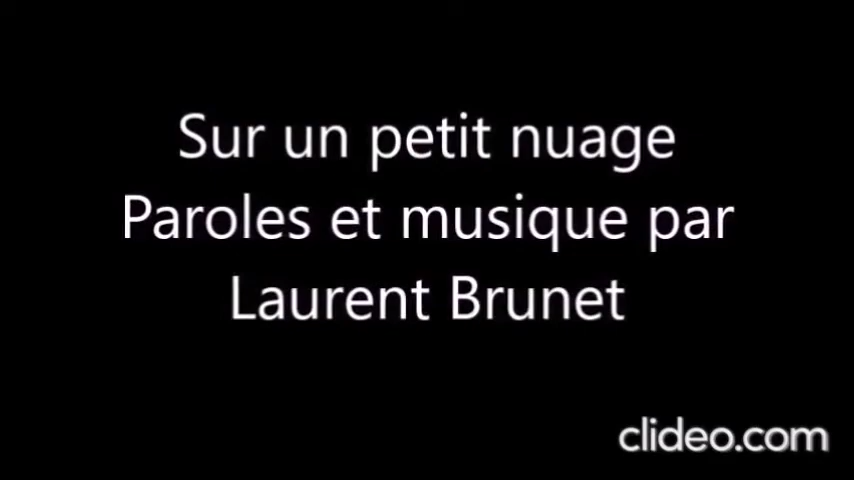 Sur un petit nuage
Paroles et musique par
Laurent Brunet
clideo.com